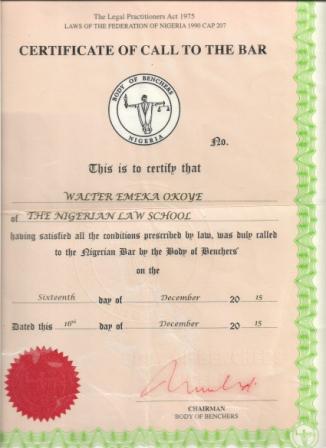 The Legal Practitioners Act 1975
LAWS OF THE FEDERATION OF NIGERIA 1990 CAP 207
CERTIFICATE OF CALL TO THE BAR
BODY OF BENCHERS
NIGERIA
No.
This is to certify that
WALTER EMEKA OKOYE
of THE NIGERIAN LAW SCHOOL
having satisfied all the conditions prescribed by law, was duly called
to the Nigerian Bar by the Body of Benchers
on the
Sixteenth day of December 20 15
Dated this 16th day of December 20 15
CHAIRMAN
BODY OF BENCHERS